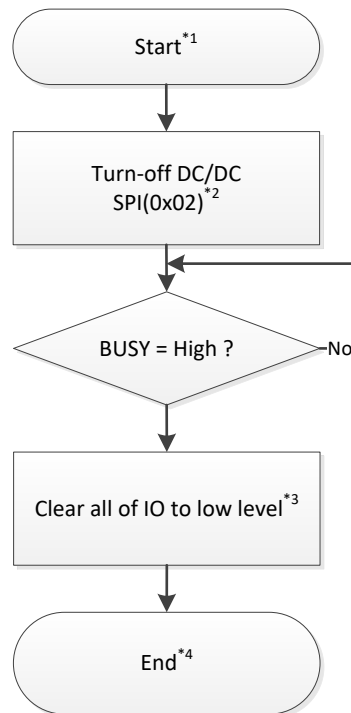 Start*1
Turn-off DC/DC
SPI(0x02)*2
BUSY = High ?
No
Clear all of IO to low level*3
End*4